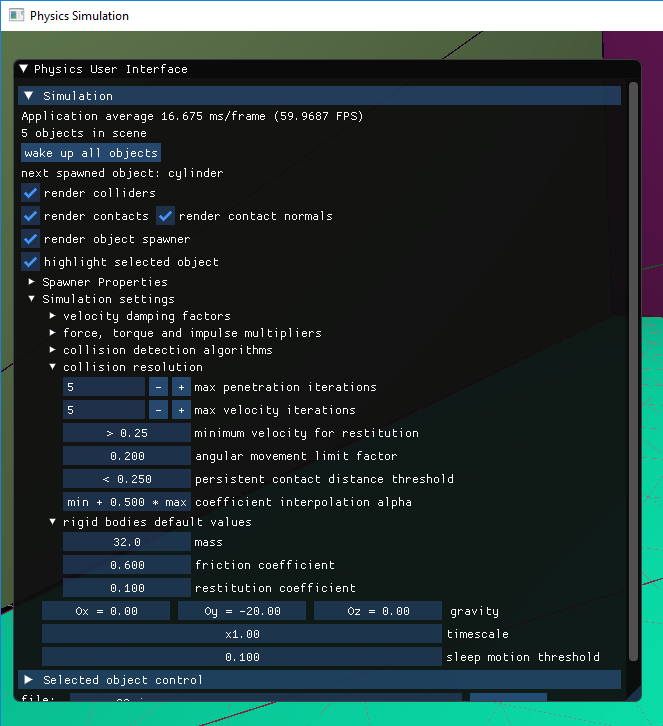 Physics Simulation
Physics User Interface
Simulation
Application average 16.675 ms/frame (59.9687 FPS)
5 objects in scene
wake up all objects
next spawned object: cylinder
render colliders
render contacts render contact normals
render object spawner
highlight selected object
Spawner Properties
Simulation settings
velocity damping factors
force, torque and impulse multipliers
collision detection algorithms
collision resolution
5 - + max penetration iterations
5 - + max velocity iterations
> 0.25 minimum velocity for restitution
0.200 angular movement limit factor
< 0.250 persistent contact distance threshold
min + 0.500 * max coefficient interpolation alpha
rigid bodies default values
32.0 mass
0.600 friction coefficient
0.100 restitution coefficient
Ox = 0.00 Oy = -20.00 Oz = 0.00 gravity
x1.00 timescale
0.100 sleep motion threshold
Selected object control
file: